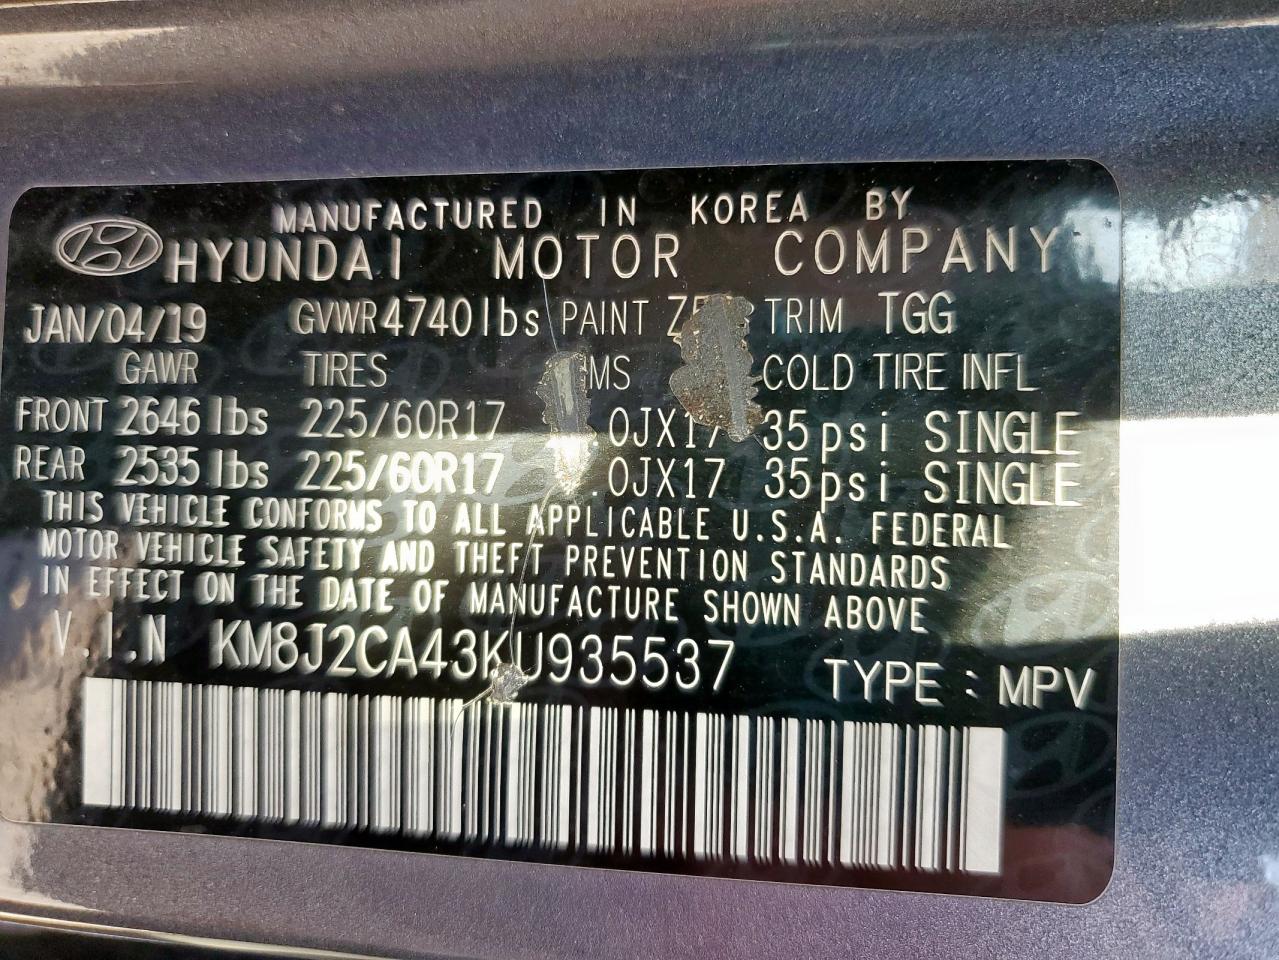 MANUFACTURED IN KOREA BY
HYUNDAI MOTOR COMPANY
JAN/04/19 GVWR 4740 lbs PAINT TRIM TGG
GAWR TIRES COLD TIRE INFL
FRONT 2646 lbs 225/60R17 .0JX17 35psi SINGLE
REAR 2535 lbs 225/60R17 .0JX17 35psi SINGLE
THIS VEHICLE CONFORMS TO ALL APPLICABLE U.S.A. FEDERAL
MOTOR VEHICLE SAFETY AND THEFT PREVENTION STANDARDS
IN EFFECT ON THE DATE OF MANUFACTURE SHOWN ABOVE
V.I.N KM8J2CA43KU935537 TYPE : MPV